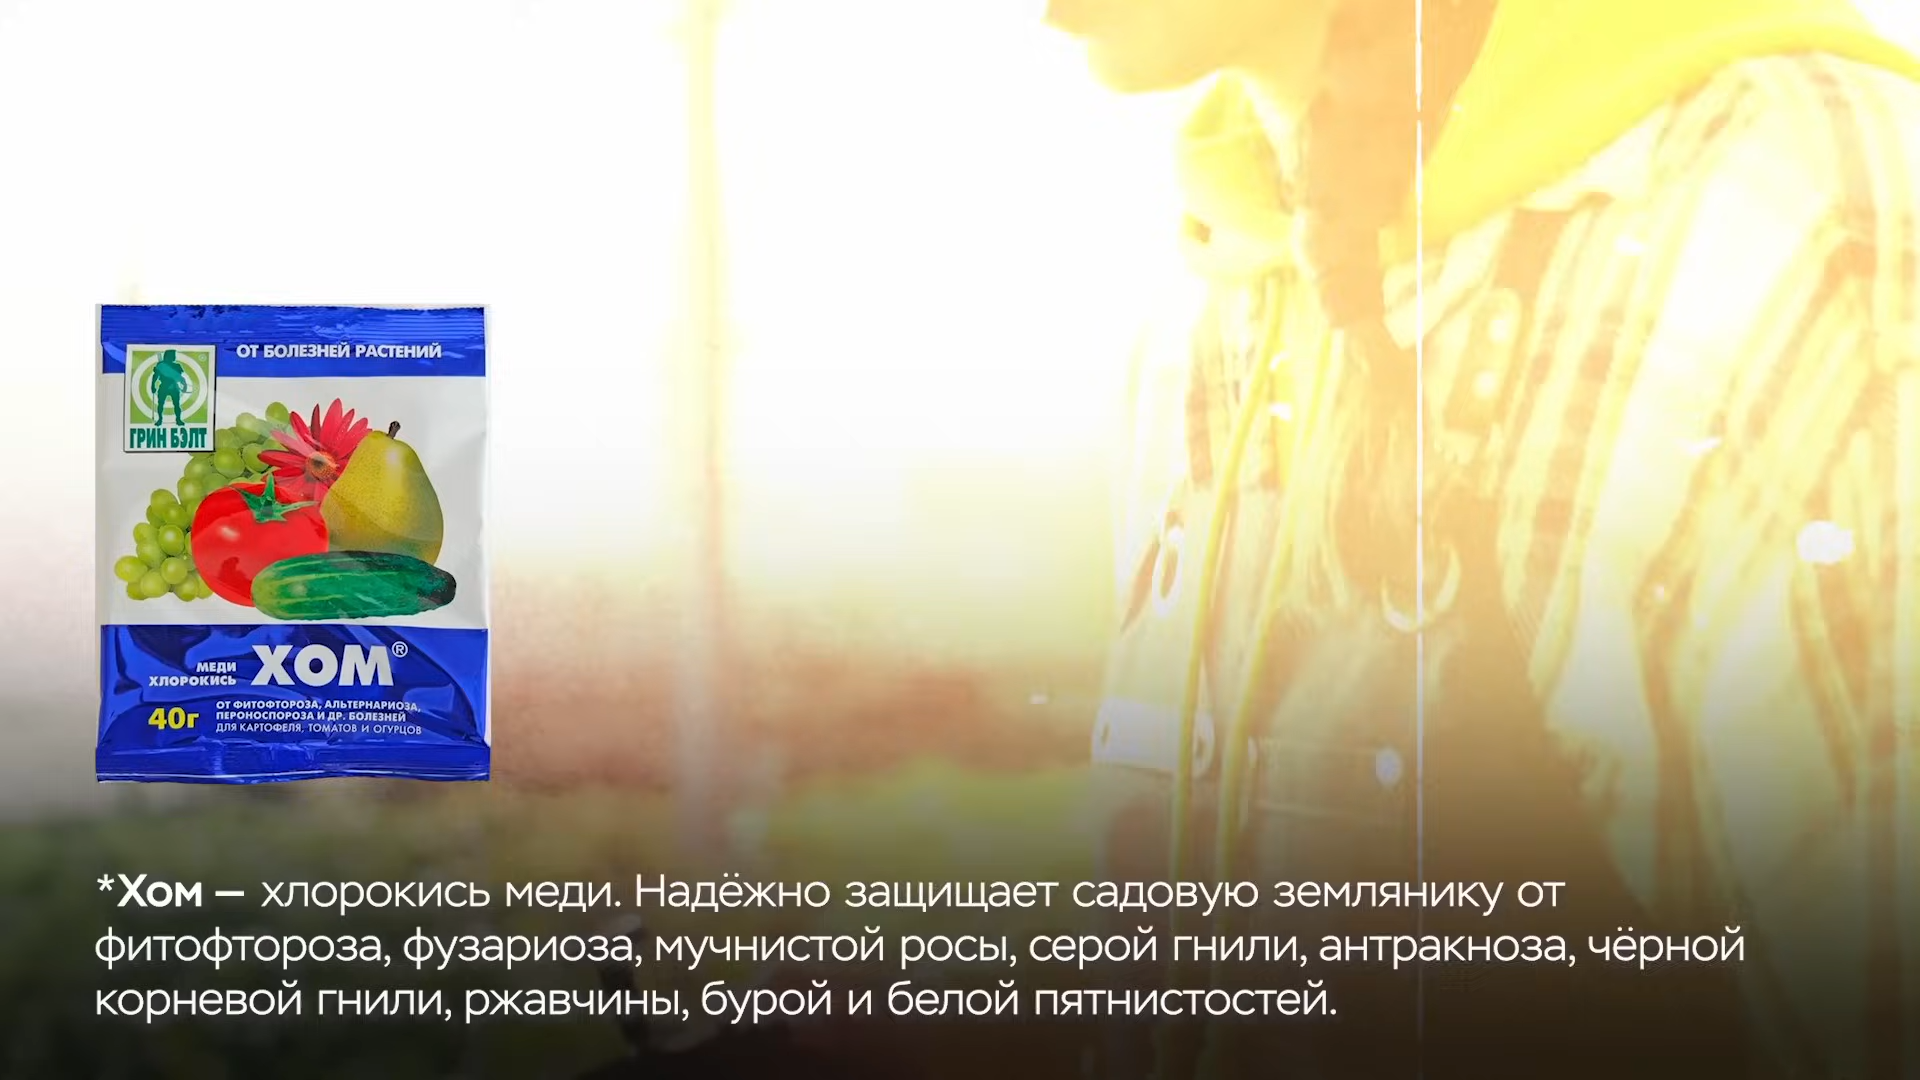 ОТ БОЛЕЗНЕЙ РАСТЕНИЙ
ГРИН БЭЛТ
МЕДИ
ХЛОРОКИСЬ
ХОМ®
40г
ОТ ФИТОФТОРОЗА, АЛЬТЕРНАРИОЗА,
ПЕРОНОСПОРОЗА И ДР. БОЛЕЗНЕЙ
ДЛЯ КАРТОФЕЛЯ, ТОМАТОВ И ОГУРЦОВ
*Хом — хлорокись меди. Надёжно защищает садовую землянику от
фитофтороза, фузариоза, мучнистой росы, серой гнили, антракноза, чёрной
корневой гнили, ржавчины, бурой и белой пятнистостей.